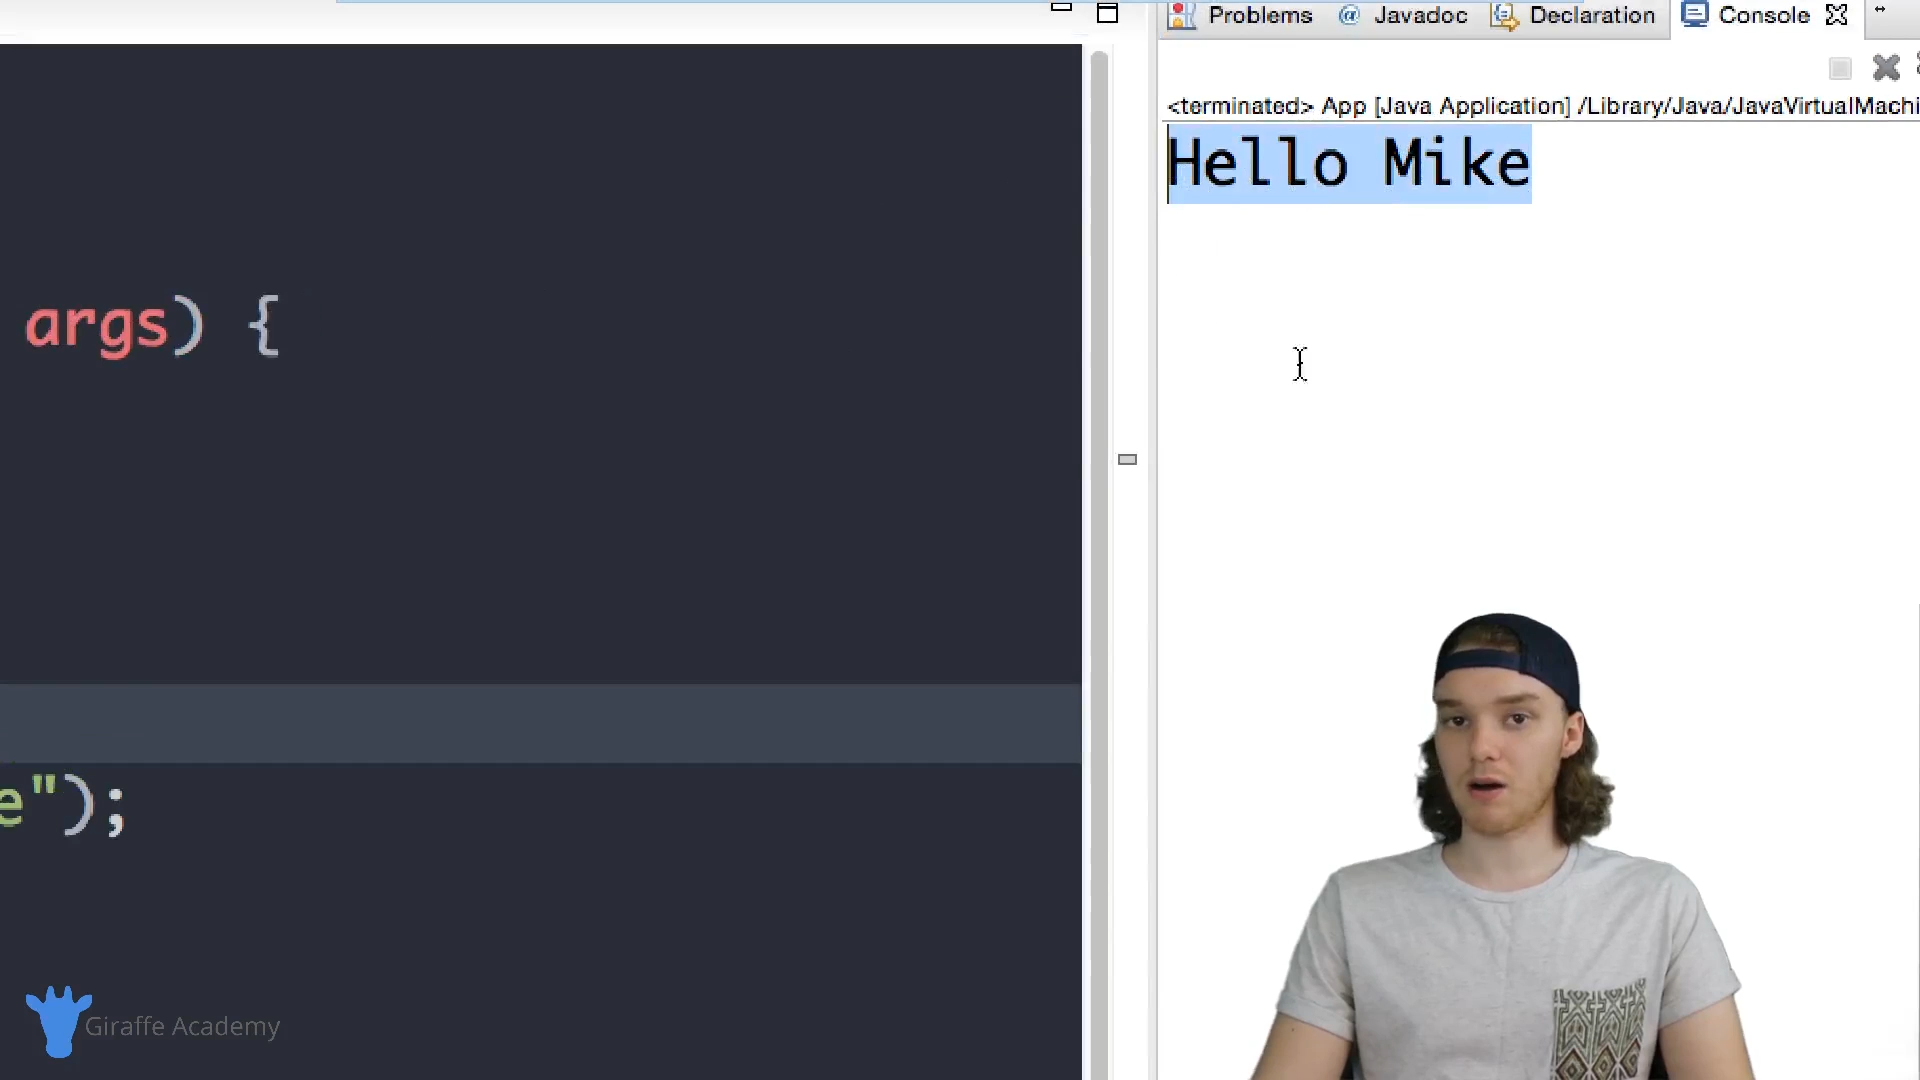 Problems @ Javadoc Declaration Console
<terminated> App [Java Application] /Library/Java/JavaVirtualMachi
Hello Mike
args) {
e");
Giraffe Academy